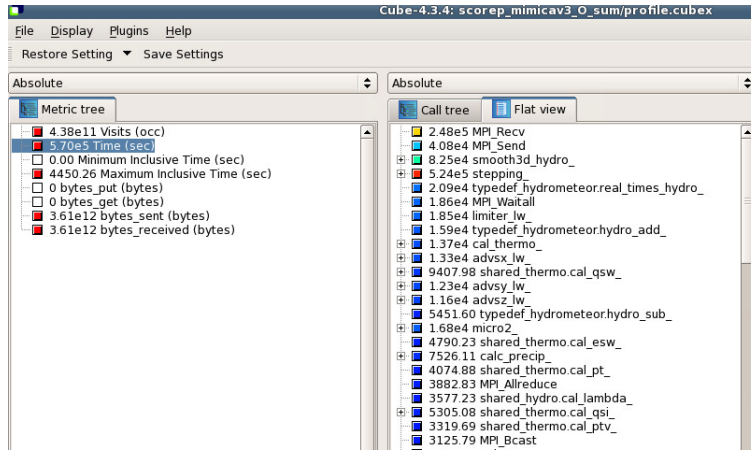 Cube-4.3.4: scorep_mimicav3_O_sum/profile.cubex
File Display Plugins Help
Restore Setting Save Settings
Absolute
Metric tree
4.38e11 Visits (occ)
5.70e5 Time (sec)
0.00 Minimum Inclusive Time (sec)
4450.26 Maximum Inclusive Time (sec)
0 bytes_put (bytes)
0 bytes_get (bytes)
3.61e12 bytes_sent (bytes)
3.61e12 bytes_received (bytes)
Absolute
Call tree Flat view
2.48e5 MPI_Recv
4.08e4 MPI_Send
8.25e4 smooth3d_hydro_
5.24e5 stepping_
2.09e4 typedef_hydrometeor.real_times_hydro_
1.86e4 MPI_Waitall
1.85e4 limiter_lw_
1.59e4 typedef_hydrometeor.hydro_add_
1.37e4 cal_thermo_
1.33e4 advsx_lw_
9407.98 shared_thermo.cal_qsw_
1.23e4 advsy_lw_
1.16e4 advsz_lw_
5451.60 typedef_hydrometeor.hydro_sub_
1.68e4 micro2_
4790.23 shared_thermo.cal_esw_
7526.11 calc_precip_
4074.88 shared_thermo.cal_pt_
3882.83 MPI_Allreduce
3577.23 shared_hydro.cal_lambda_
5305.08 shared_thermo.cal_qsi_
3319.69 shared_thermo.cal_ptv_
3125.79 MPI_Bcast